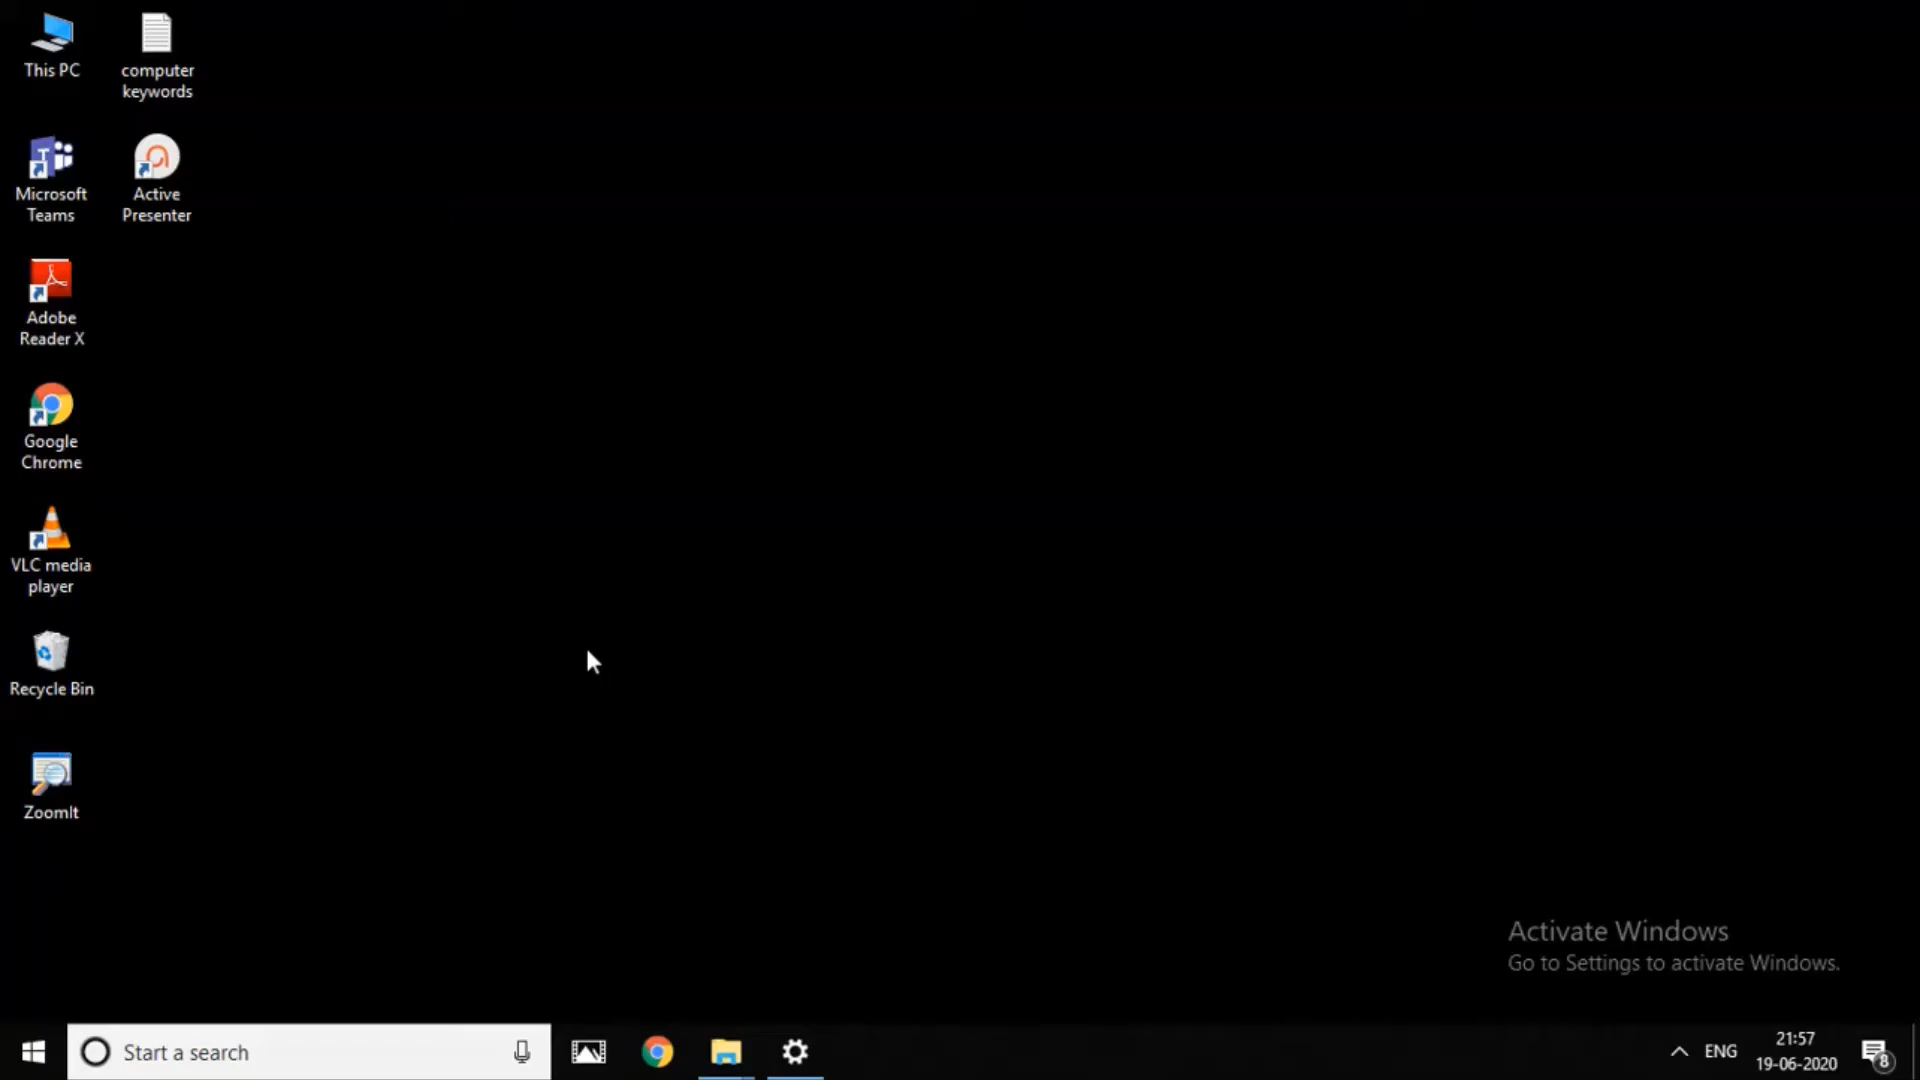 This PC
computer
keywords
Microsoft
Teams
Active
Presenter
Adobe
Reader X
Google
Chrome
VLC media
player
Recycle Bin
ZoomIt
Activate Windows
Go to Settings to activate Windows.
Start a search
ENG
21:57
19-06-2020
8